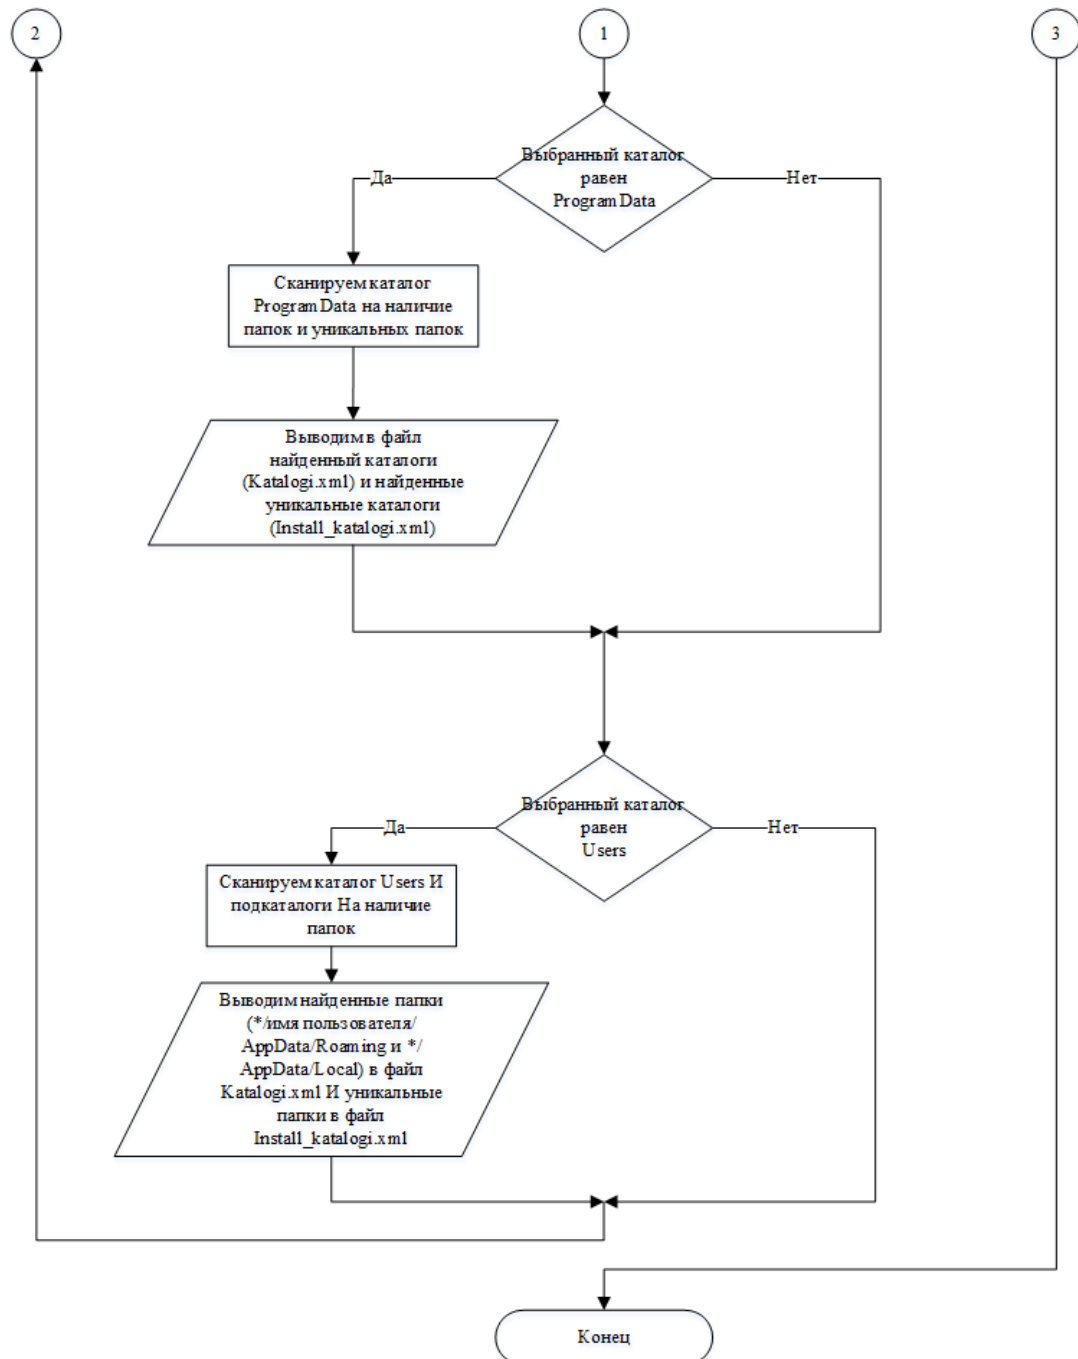 2
1
3
Выбранный каталог
равен
ProgramData
Да
Нет
Сканируем каталог
ProgramData на наличие
папок и уникальных папок
Выводим в файл
найденный каталоги
(Katalogi.xml) и найденные
уникальные каталоги
(Install_katalogi.xml)
Выбранный каталог
равен
Users
Да
Нет
Сканируем каталог Users И
подкаталоги На наличие
папок
Выводим найденные папки
(*/имя пользователя/
AppData/Roaming и */
AppData/Local) в файл
Katalogi.xml И уникальные
папки в файл
Install_katalogi.xml
Конец